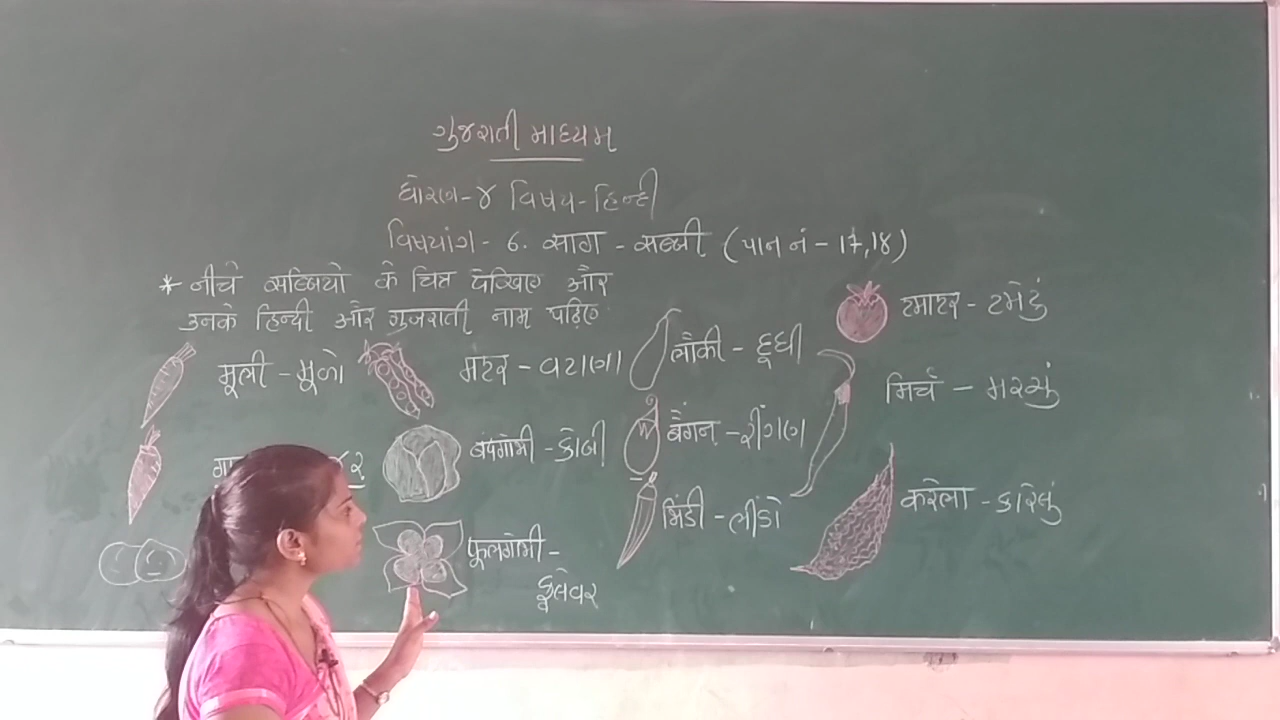 ગુજરાતી માધ્યમ
ધોરણ-૪ વિષય-હિન્દી
વિષયાંગ - 6. साग - सब्जी (પાન નં - 17,18)
* नीचे सब्जियो के चित्र देखिए और
उनके हिन्दी और गुजराती नाम पढ़िए
मूली - મૂળો
मटर - વટાણા
बंदगोभी - કોબી
फूलगोभी -
ફૂલેવર
लौकी - દૂધી
बैंगन - રીંગણ
भिंडी - ભીંડો
टमाटर - ટમેટું
मिर्च - મરચું
करेला - કારેલું